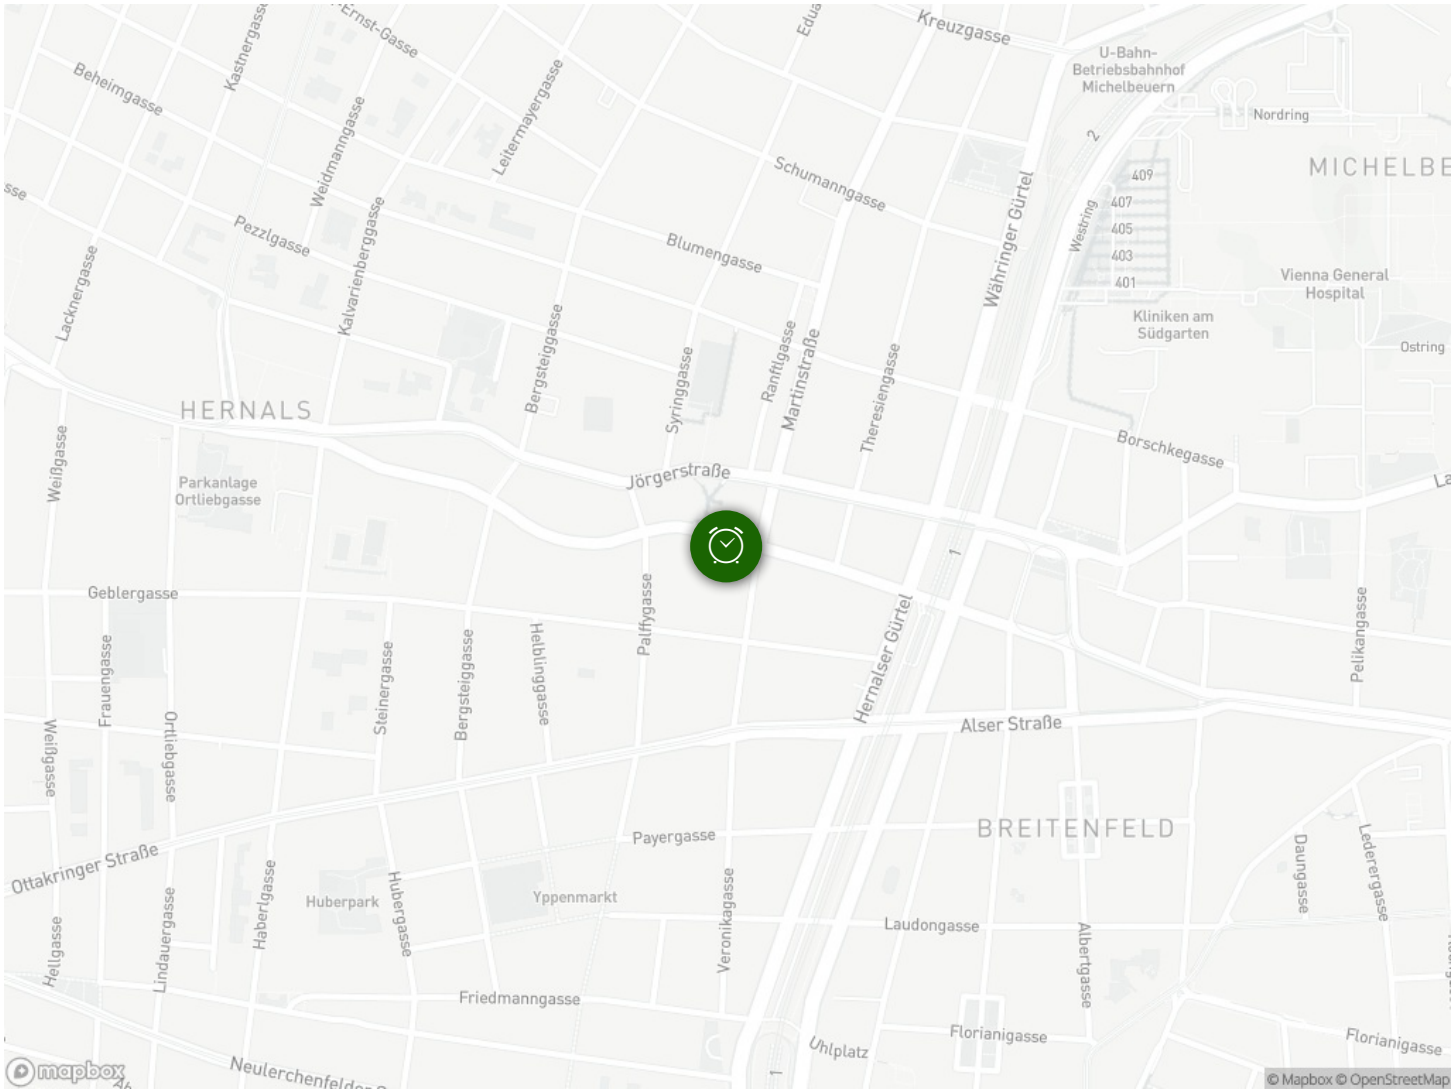 Kreuzgasse
U-Bahn-
Betriebsbahnhof
Michelbeuern
Kastnergasse
Beheimgasse
Leitermayergasse
Weidmanngasse
Nordring
2
MICHELBE
Schumanngasse
409
407
405
403
401
Westring
Währinger Gürtel
Pezzlgasse
Kalvarienberggasse
Blumengasse
Vienna General
Hospital
Kliniken am
Südgarten
Ostring
Lacknergasse
Bergsteiggasse
Syringgasse
Ranftlgasse
Martinstraße
Theresiengasse
HERNALS
Borschkegasse
Weißgasse
Parkanlage
Ortliebgasse
Jörgerstraße
1
Geblergasse
Palffygasse
Hernalser Gürtel
Pelikangasse
Frauengasse
Steinergasse
Bergsteiggasse
Helblinggasse
Weißgasse
Ortliebgasse
Alser Straße
BREITENFELD
Payergasse
Ottakringer Straße
Daungasse
Lederergasse
Huberpark
Yppenmarkt
Hubergasse
Haberlgasse
Lindauergasse
Hellgasse
Veronikagasse
Laudongasse
Albertgasse
Friedmanngasse
Florianigasse
Florianigasse
Uhlplatz
1
Neulerchenfelder
mapbox
© Mapbox © OpenStreetMap